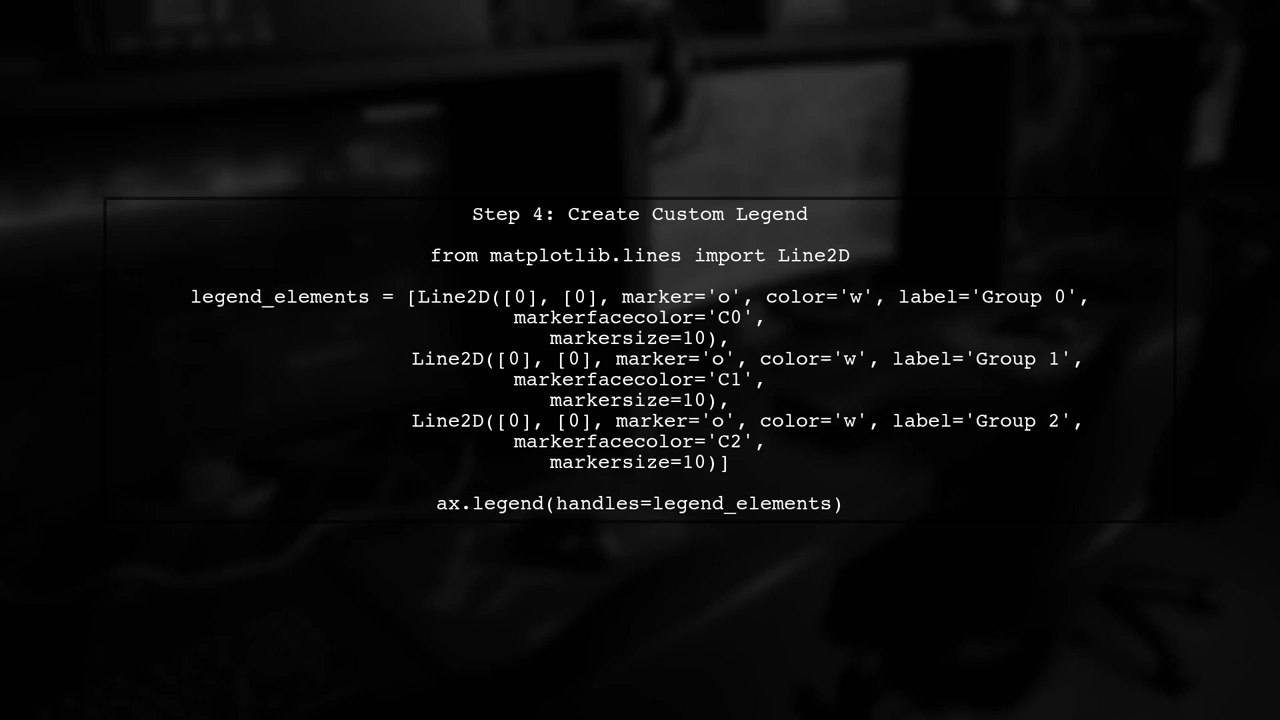 Step 4: Create Custom Legend
from matplotlib.lines import Line2D
legend_elements = [Line2D([0], [0], marker='o', color='w', label='Group 0',
markerfacecolor='C0',
markersize=10),
Line2D([0], [0], marker='o', color='w', label='Group 1',
markerfacecolor='C1',
markersize=10),
Line2D([0], [0], marker='o', color='w', label='Group 2',
markerfacecolor='C2',
markersize=10)]
ax.legend(handles=legend_elements)